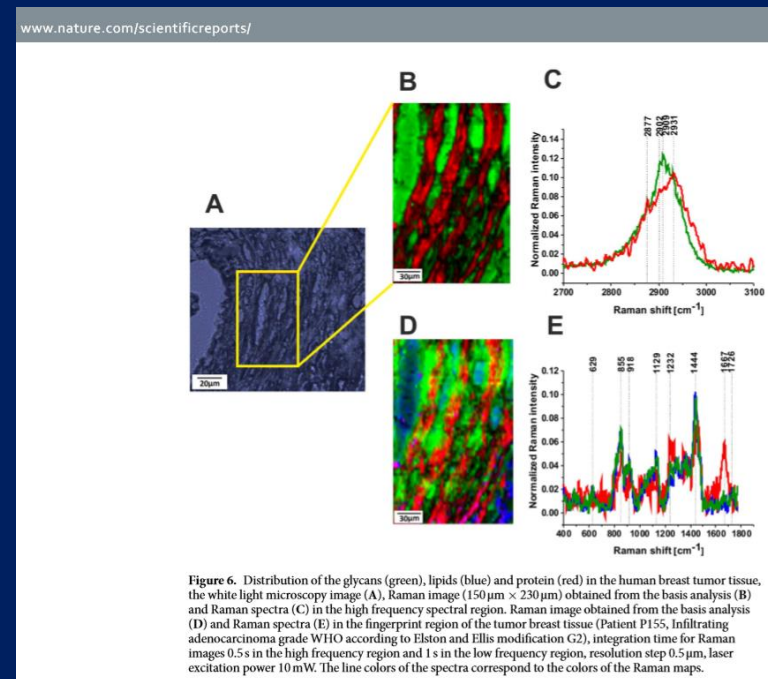 www.nature.com/scientificreports/
A
20µm
B
30µm
C
2877
2902
2909
2931
Normalized Raman intensity
0.14
0.12
0.10
0.08
0.06
0.04
0.02
0.00
2700 2800 2900 3000 3100
Raman shift [cm-1]
D
30µm
E
629
855
918
1129
1232
1444
1667
1726
Normalized Raman intensity
0.12
0.10
0.08
0.06
0.04
0.02
0.00
400 600 800 1000 1200 1400 1600 1800
Raman shift [cm-1]
Figure 6. Distribution of the glycans (green), lipids (blue) and protein (red) in the human breast tumor tissue,
the white light microscopy image (A), Raman image (150 µm × 230 µm) obtained from the basis analysis (B)
and Raman spectra (C) in the high frequency spectral region. Raman image obtained from the basis analysis
(D) and Raman spectra (E) in the fingerprint region of the tumor breast tissue (Patient P155, Infiltrating
adenocarcinoma grade WHO according to Elston and Ellis modification G2), integration time for Raman
images 0.5 s in the high frequency region and 1 s in the low frequency region, resolution step 0.5 µm, laser
excitation power 10 mW. The line colors of the spectra correspond to the colors of the Raman maps.